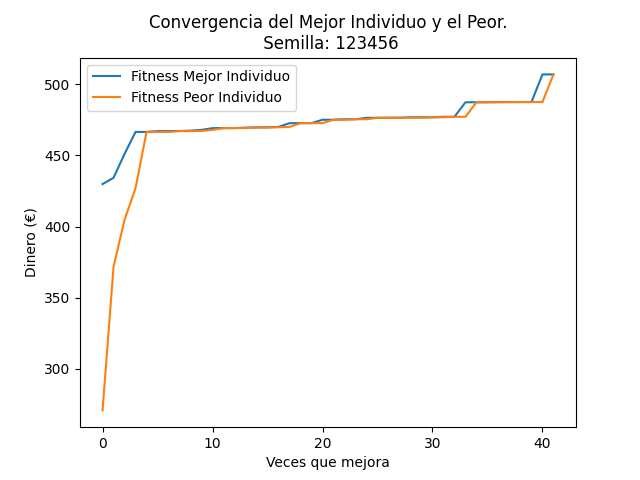 Convergencia del Mejor Individuo y el Peor.
Semilla: 123456
Fitness Mejor Individuo
Fitness Peor Individuo
Dinero (€)
500
450
400
350
300
0
10
20
30
40
Veces que mejora